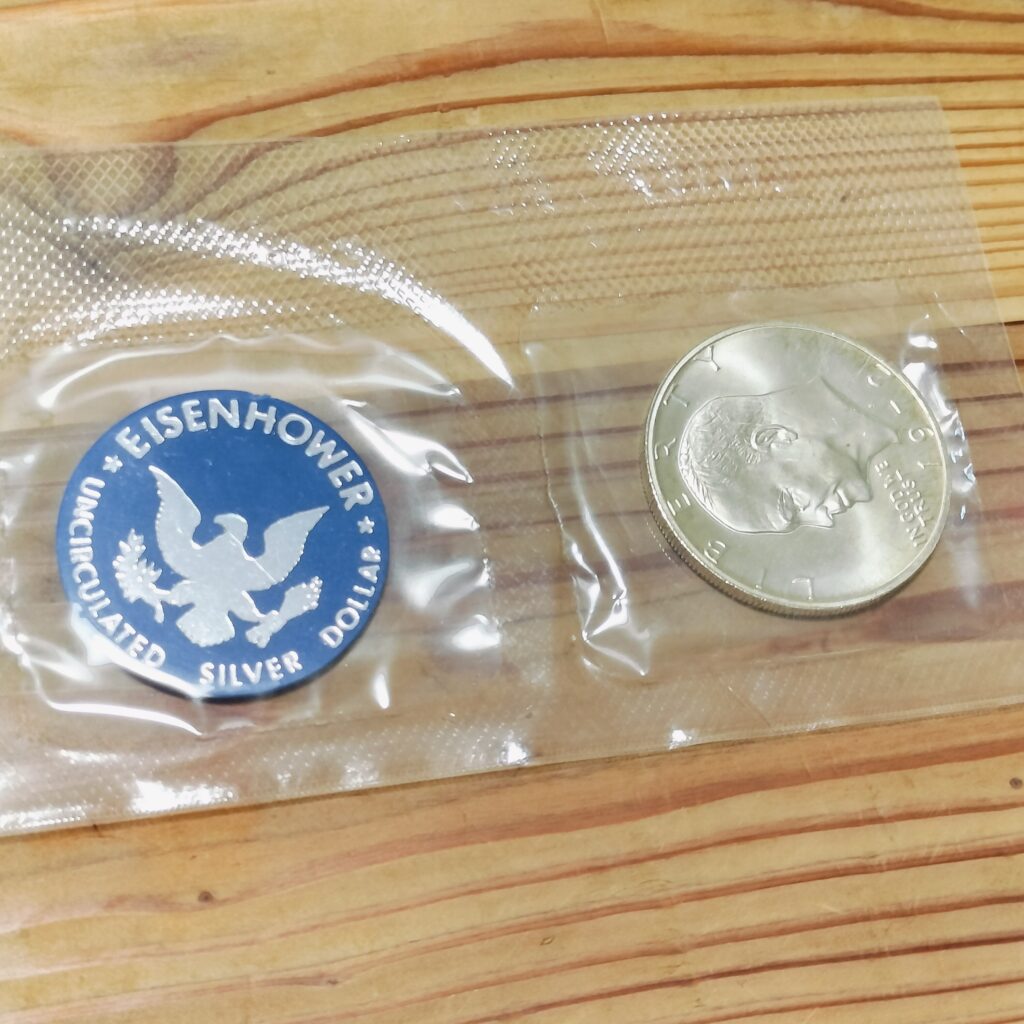 ★ EISENHOWER ★
UNCIRCULATED SILVER DOLLAR
LIBERTY
IN GOD WE
TRUST